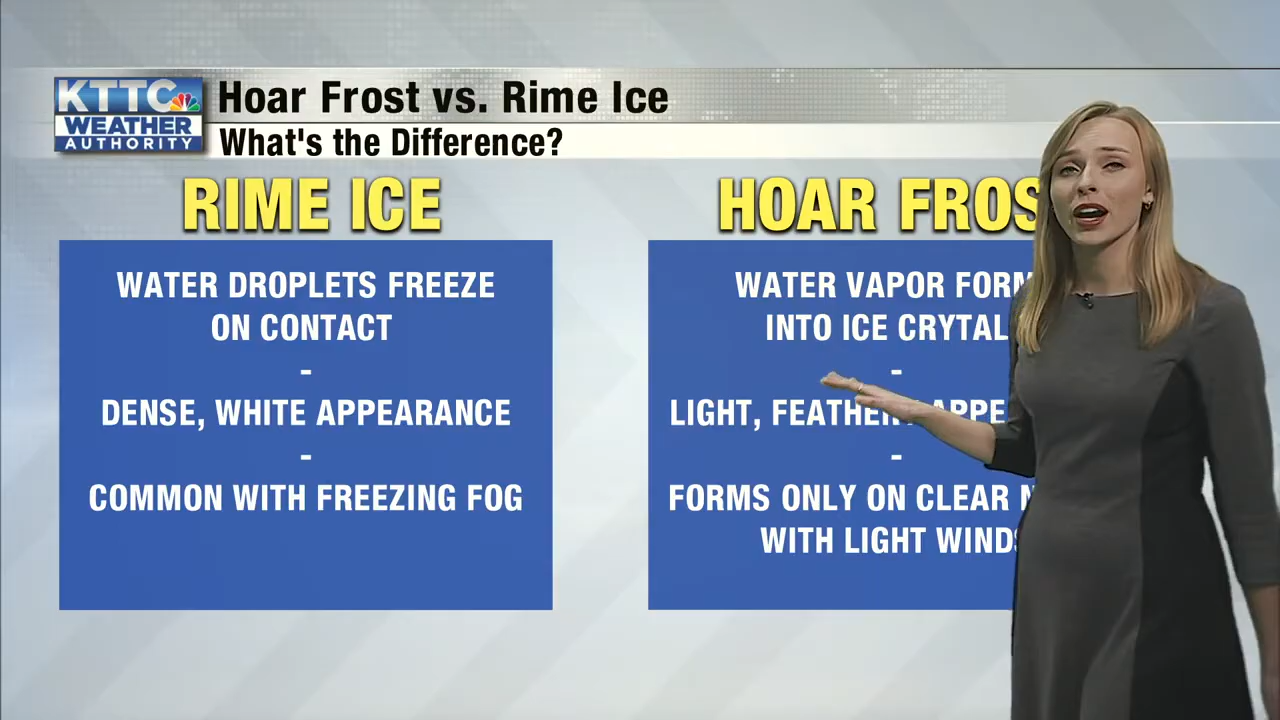 KTTC
WEATHER
AUTHORITY
Hoar Frost vs. Rime Ice
What's the Difference?
RIME ICE
WATER DROPLETS FREEZE
ON CONTACT
-
DENSE, WHITE APPEARANCE
-
COMMON WITH FREEZING FOG
HOAR FROS
WATER VAPOR FORM
INTO ICE CRYTAL
-
LIGHT, FEATHERY APPE
-
FORMS ONLY ON CLEAR N
WITH LIGHT WINDS